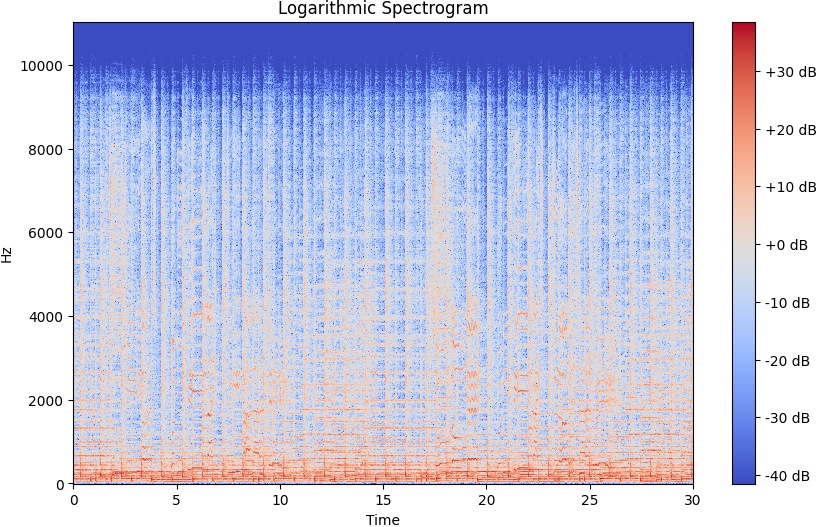 Logarithmic Spectrogram
Hz
10000
8000
6000
4000
2000
0
0 5 10 15 20 25 30
Time
+30 dB
+20 dB
+10 dB
+0 dB
-10 dB
-20 dB
-30 dB
-40 dB